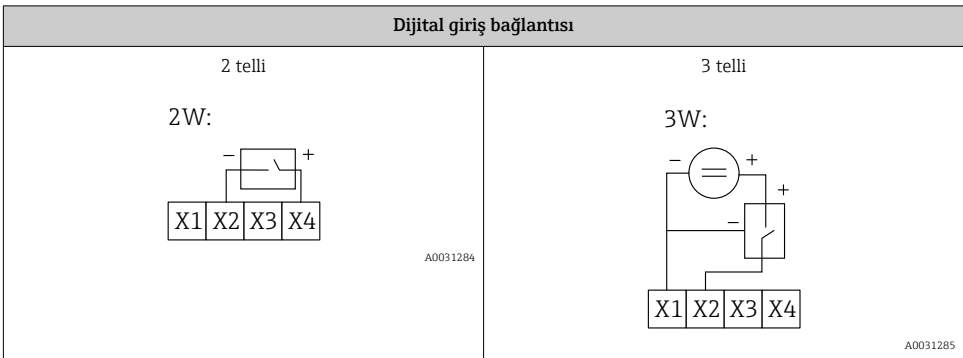 Dijital giriş bağlantısı
2 telli
2W:
– +
X1 X2 X3 X4
A0031284
3 telli
3W:
– +
+
–
X1 X2 X3 X4
A0031285